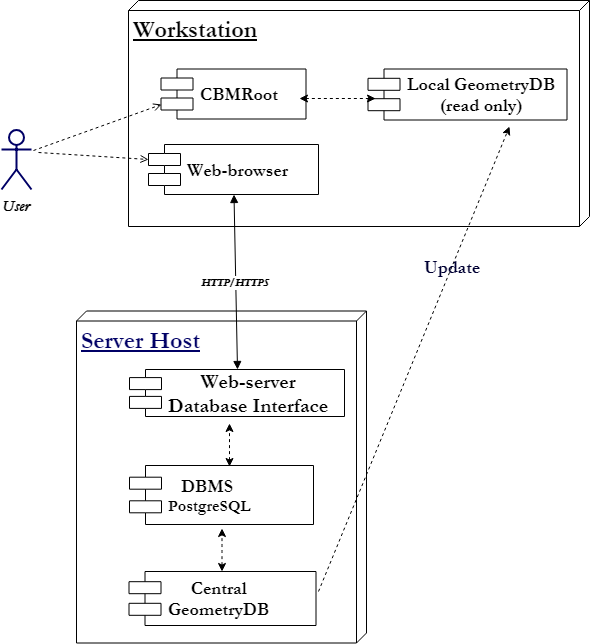 Workstation
CBMRoot
Local GeometryDB
(read only)
Web-browser
User
HTTP/HTTPS
Update
Server Host
Web-server
Database Interface
DBMS
PostgreSQL
Central
GeometryDB